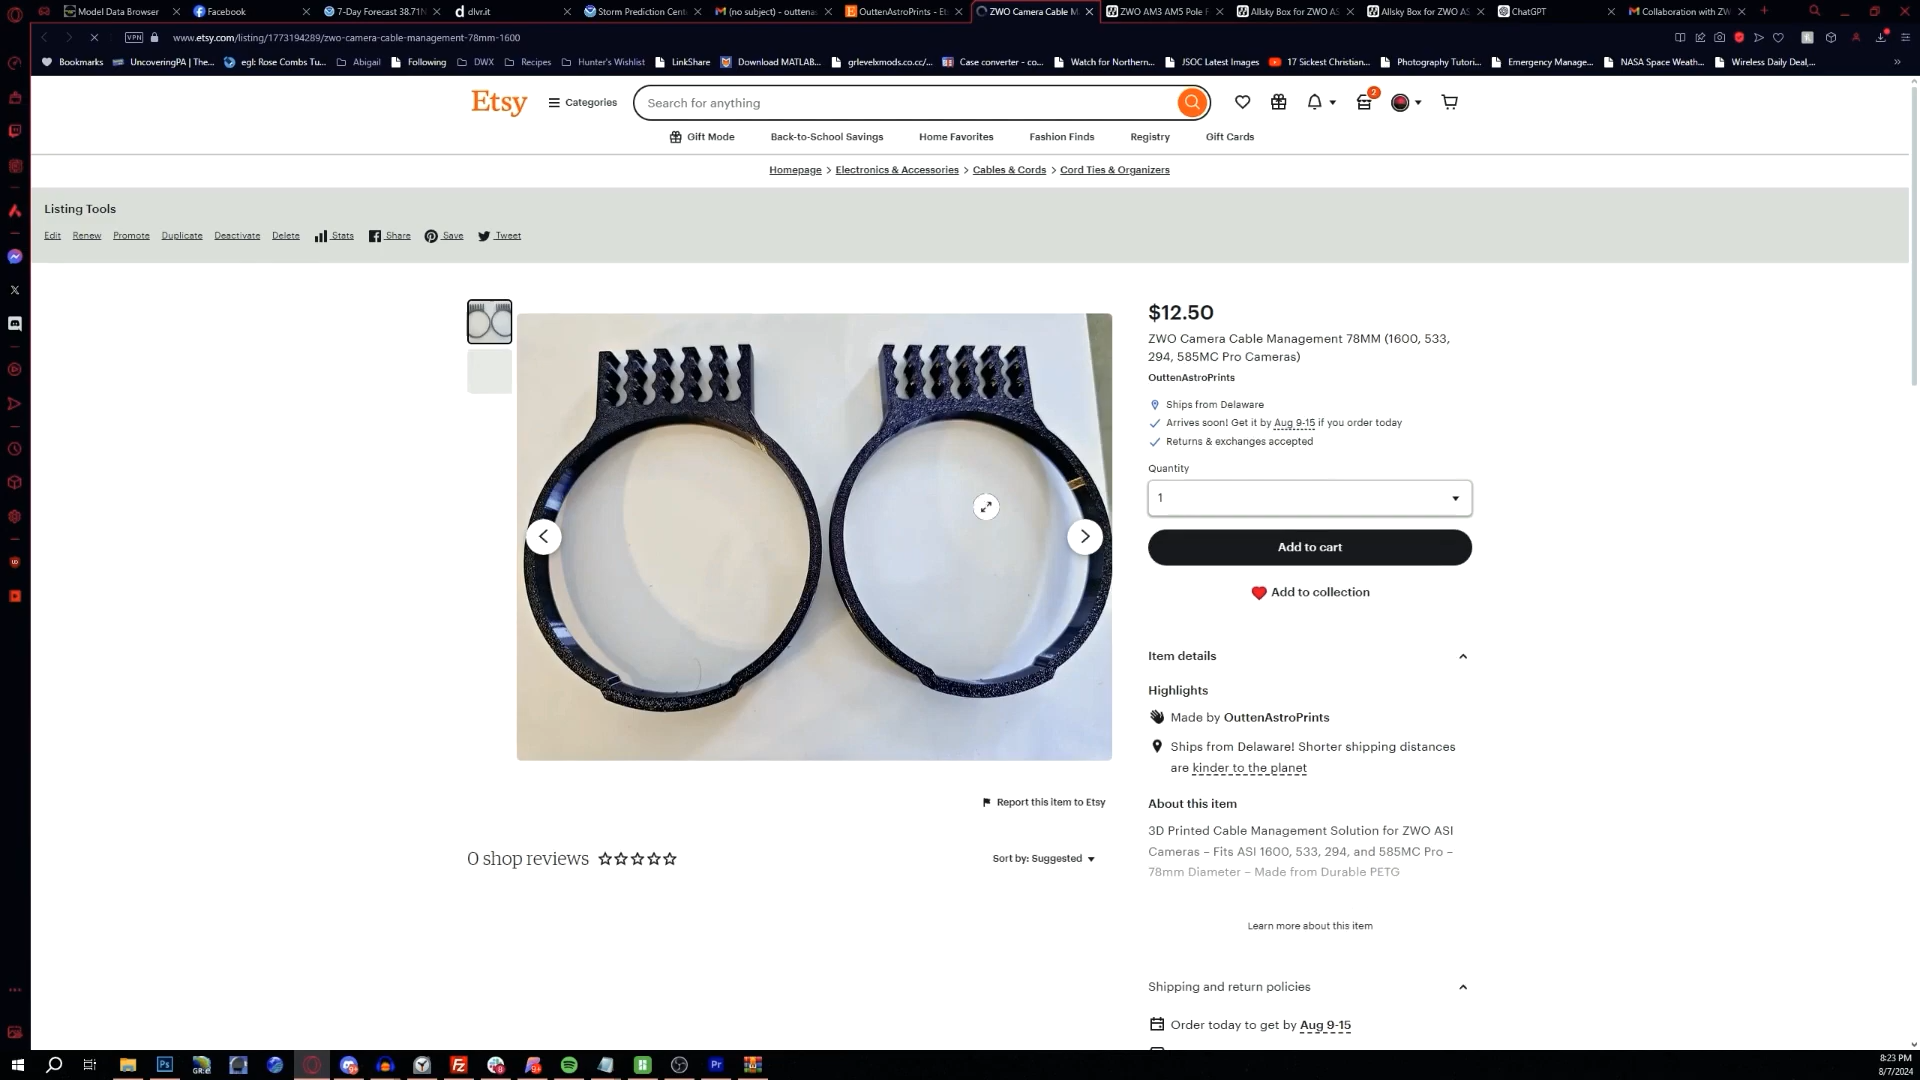 Model Data Browser
Facebook
7-Day Forecast 38.71N
dlvr.it
Storm Prediction Cent
(no subject) - outtena
OuttenAstroPrints - Et
ZWO Camera Cable M
ZWO AM3 AM5 Pole F
Allsky Box for ZWO AS
Allsky Box for ZWO AS
ChatGPT
Collaboration with ZW
VPN
www.etsy.com/listing/1773194289/zwo-camera-cable-management-78mm-1600
Bookmarks
UncoveringPA | The...
egl: Rose Combs Tu...
Abigail
Following
DWX
Recipes
Hunter's Wishlist
LinkShare
Download MATLAB...
grlevelxmods.co.cc/...
Case converter - co...
Watch for Northern...
JSOC Latest Images
17 Sickest Christian...
Photography Tutori...
Emergency Manage...
NASA Space Weath...
Wireless Daily Deal,...
Etsy
Categories
Search for anything
2
Gift Mode
Back-to-School Savings
Home Favorites
Fashion Finds
Registry
Gift Cards
Homepage > Electronics & Accessories > Cables & Cords > Cord Ties & Organizers
Listing Tools
Edit Renew Promote Duplicate Deactivate Delete Stats Share Save Tweet
$12.50
ZWO Camera Cable Management 78MM (1600, 533,
294, 585MC Pro Cameras)
OuttenAstroPrints
Ships from Delaware
Arrives soon! Get it by Aug 9-15 if you order today
Returns & exchanges accepted
Quantity
1
Add to cart
Add to collection
Item details
Highlights
Made by OuttenAstroPrints
Ships from Delaware! Shorter shipping distances
are kinder to the planet
About this item
3D Printed Cable Management Solution for ZWO ASI
Cameras – Fits ASI 1600, 533, 294, and 585MC Pro –
78mm Diameter – Made from Durable PETG
Learn more about this item
Shipping and return policies
Order today to get by Aug 9-15
Report this item to Etsy
0 shop reviews
Sort by: Suggested
8:23 PM
8/7/2024